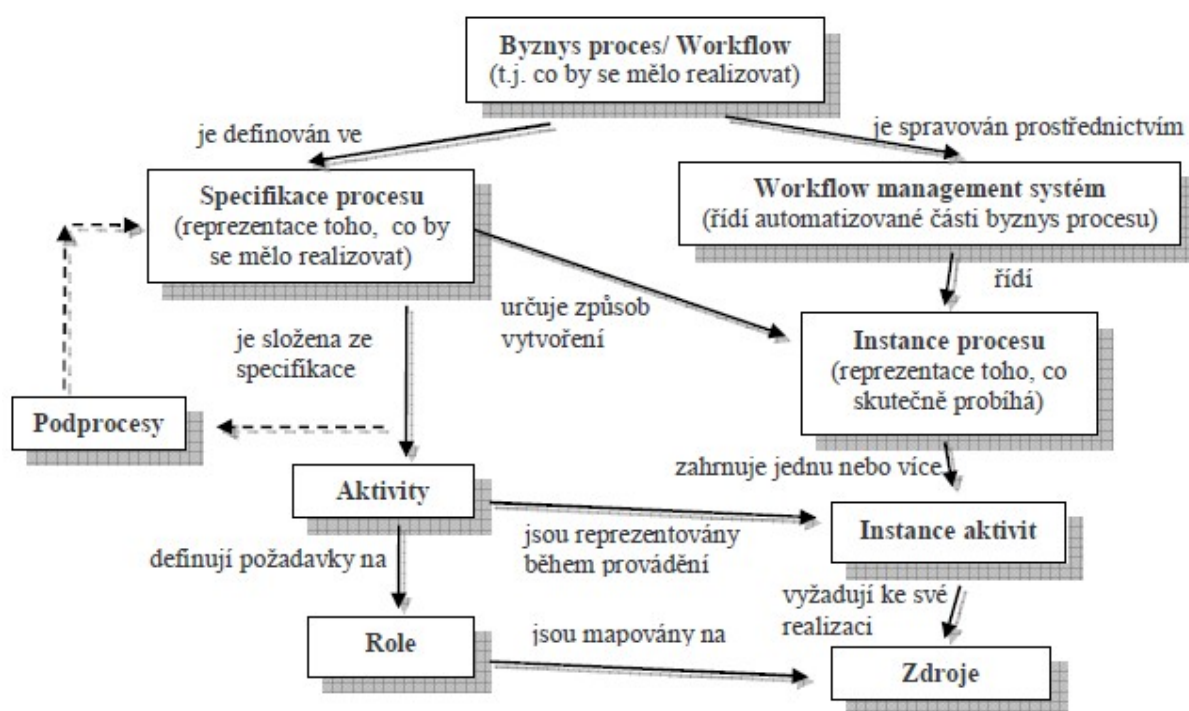 Byznys proces/ Workflow
(t.j. co by se mělo realizovat)
je definován ve
je spravován prostřednictvím
Specifikace procesu
(reprezentace toho, co by
se mělo realizovat)
Workflow management systém
(řídí automatizované části byznys procesu)
řídí
určuje způsob
vytvoření
je složena ze
specifikace
Instance procesu
(reprezentace toho, co
skutečně probíhá)
Podprocesy
zahrnuje jednu nebo více
Aktivity
Instance aktivit
jsou reprezentovány
během provádění
definují požadavky na
vyžadují ke své
realizaci
Role
jsou mapovány na
Zdroje